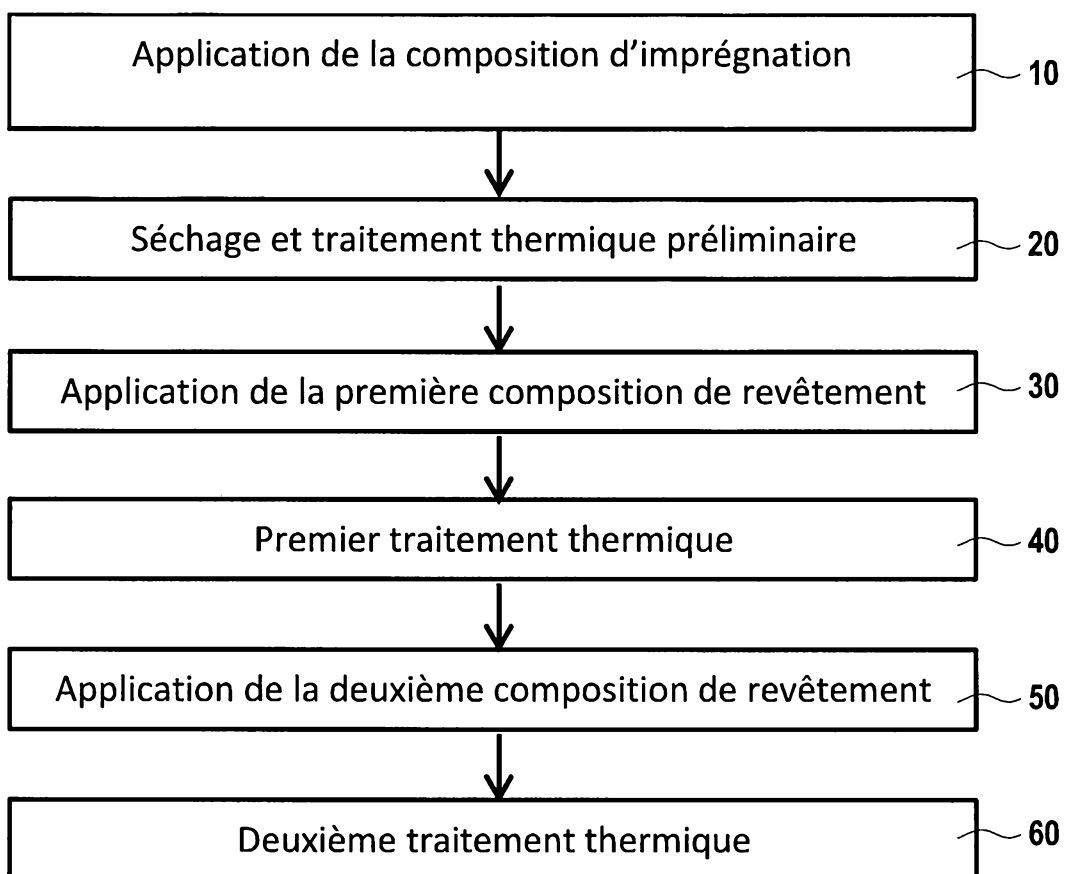 Application de la composition d'imprégnation
10
Séchage et traitement thermique préliminaire
20
Application de la première composition de revêtement
30
Premier traitement thermique
40
Application de la deuxième composition de revêtement
50
Deuxième traitement thermique
60